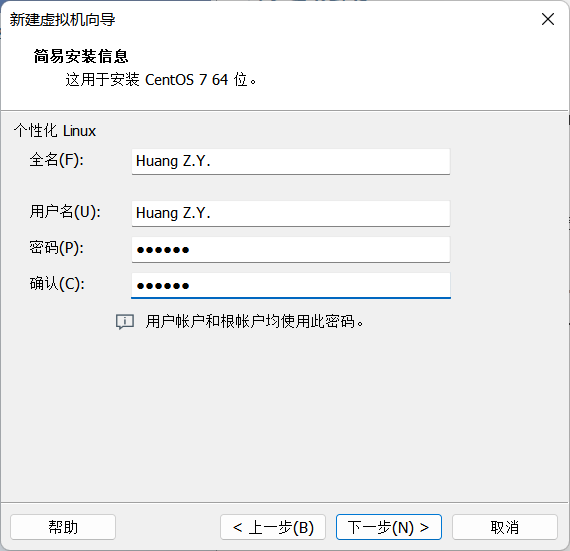 新建虚拟机向导
简易安装信息
这用于安装 CentOS 7 64 位。
个性化 Linux
全名(F): Huang Z.Y.
用户名(U): Huang Z.Y.
密码(P): ●●●●●●
确认(C): ●●●●●●
用户帐户和根帐户均使用此密码。
帮助 < 上一步(B) 下一步(N) > 取消